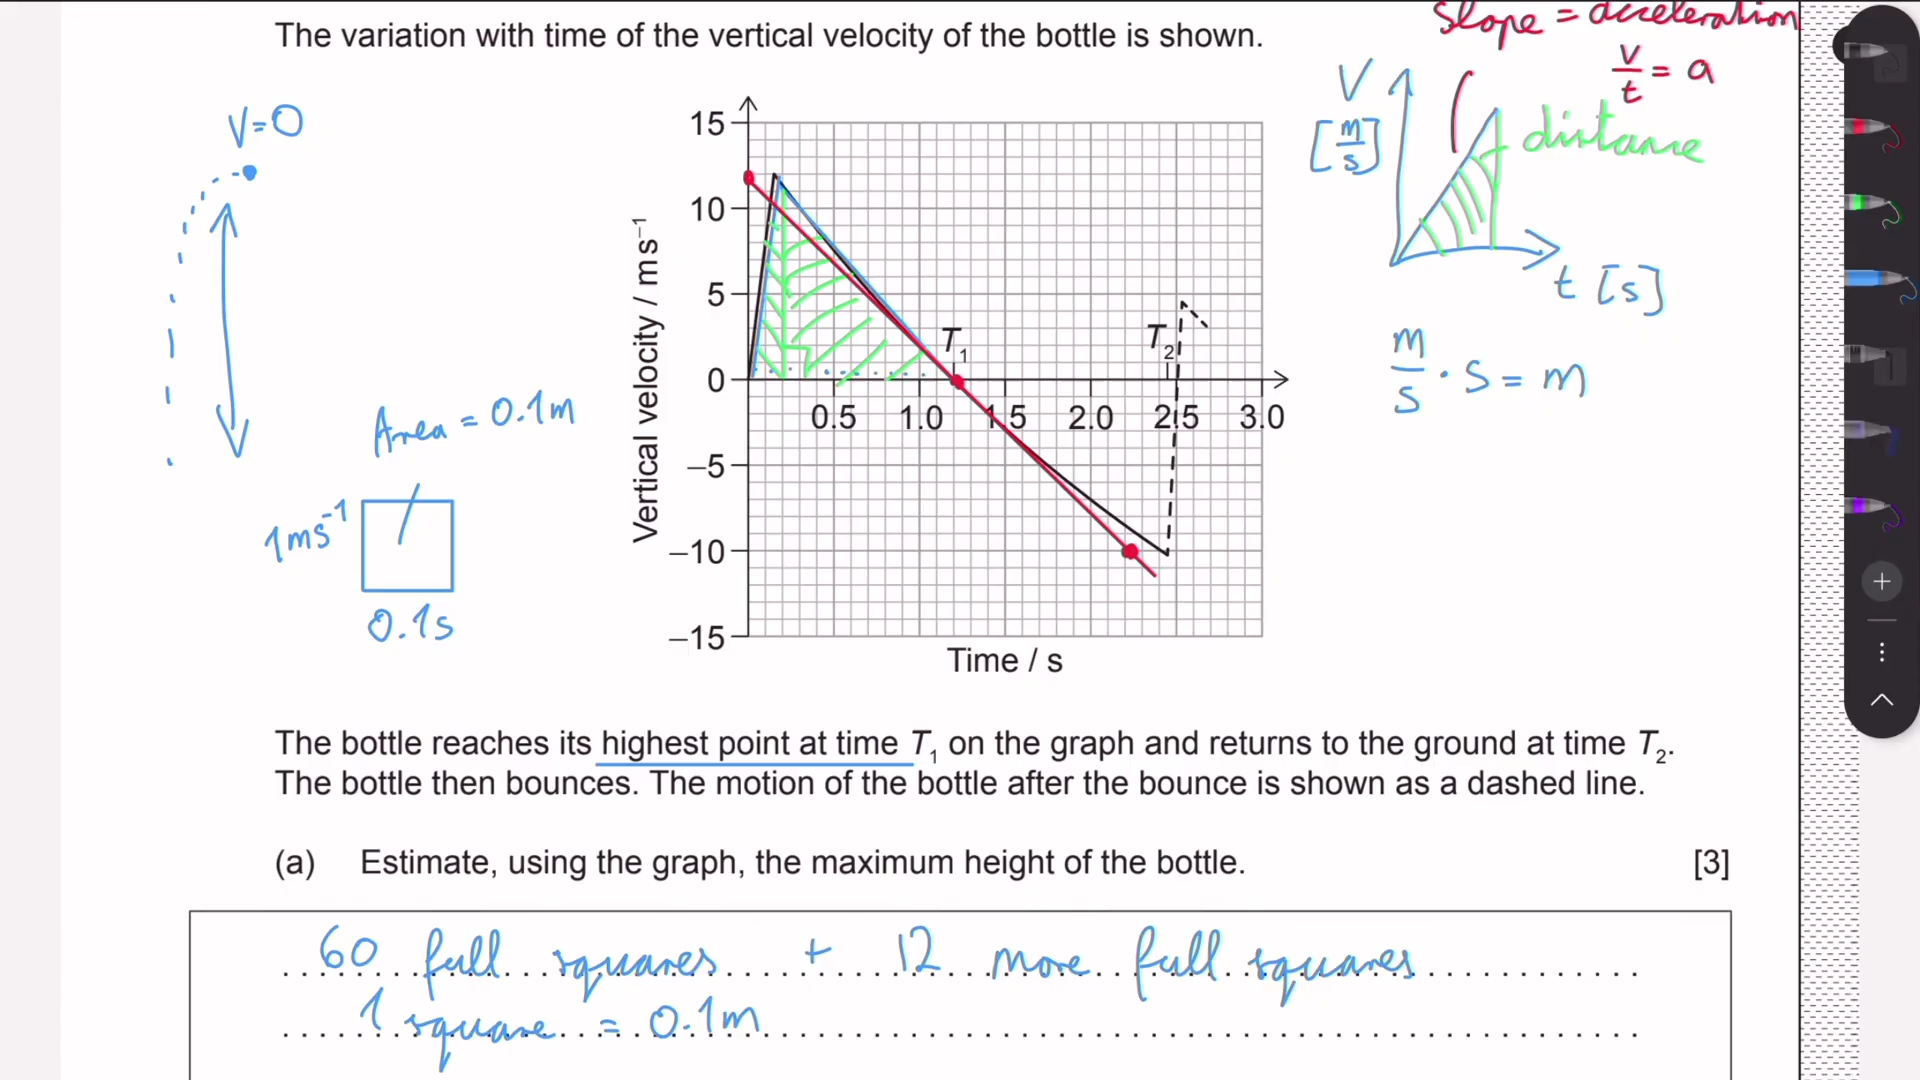 Slope = acceleration
The variation with time of the vertical velocity of the bottle is shown.
v/t = a
V=0
V
[m/s]
distance
t [s]
m/s · s = m
15
10
5
0
−5
−10
−15
Vertical velocity / m s⁻¹
T₁
T₂
0.5 1.0 1.5 2.0 2.5 3.0
Time / s
Area = 0.1m
1ms⁻¹
0.1s
The bottle reaches its highest point at time T₁ on the graph and returns to the ground at time T₂.
The bottle then bounces. The motion of the bottle after the bounce is shown as a dashed line.
(a) Estimate, using the graph, the maximum height of the bottle. [3]
60 full squares + 12 more full squares
1 square = 0.1m